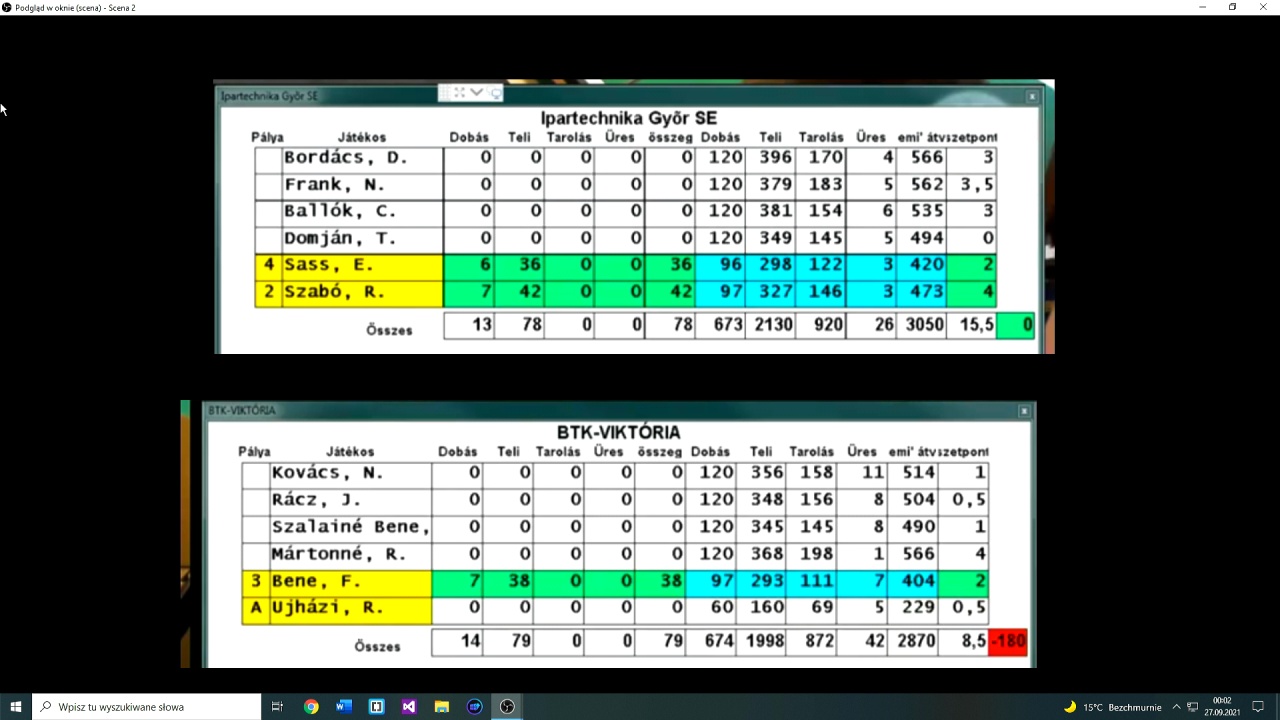 Podgląd w oknie (scena) - Scena 2
Ipartechnika Győr SE
Ipartechnika Győr SE
Pálya Játékos Dobás Teli Tarolás Üres összeg Dobás Teli Tarolás Üres emi' átv szetpont
Bordács, D. 0 0 0 0 0 120 396 170 4 566 3
Frank, N. 0 0 0 0 0 120 379 183 5 562 3,5
Ballók, C. 0 0 0 0 0 120 381 154 6 535 3
Domján, T. 0 0 0 0 0 120 349 145 5 494 0
4 Sass, E. 6 36 0 0 36 96 298 122 3 420 2
2 Szabó, R. 7 42 0 0 42 97 327 146 3 473 4
Összes 13 78 0 0 78 673 2130 920 26 3050 15,5 0
BTK-VIKTÓRIA
BTK-VIKTÓRIA
Pálya Játékos Dobás Teli Tarolás Üres összeg Dobás Teli Tarolás Üres emi' átv szetpont
Kovács, N. 0 0 0 0 0 120 356 158 11 514 1
Rácz, J. 0 0 0 0 0 120 348 156 8 504 0,5
Szalainé Bene, 0 0 0 0 0 120 345 145 8 490 1
Mártonné, R. 0 0 0 0 0 120 368 198 1 566 4
3 Bene, F. 7 38 0 0 38 97 293 111 7 404 2
A Ujházi, R. 0 0 0 0 0 60 160 69 5 229 0,5
Összes 14 79 0 0 79 674 1998 872 42 2870 8,5 -180
Wpisz tu wyszukiwane słowa
15°C Bezchmurnie
00:02
27.09.2021